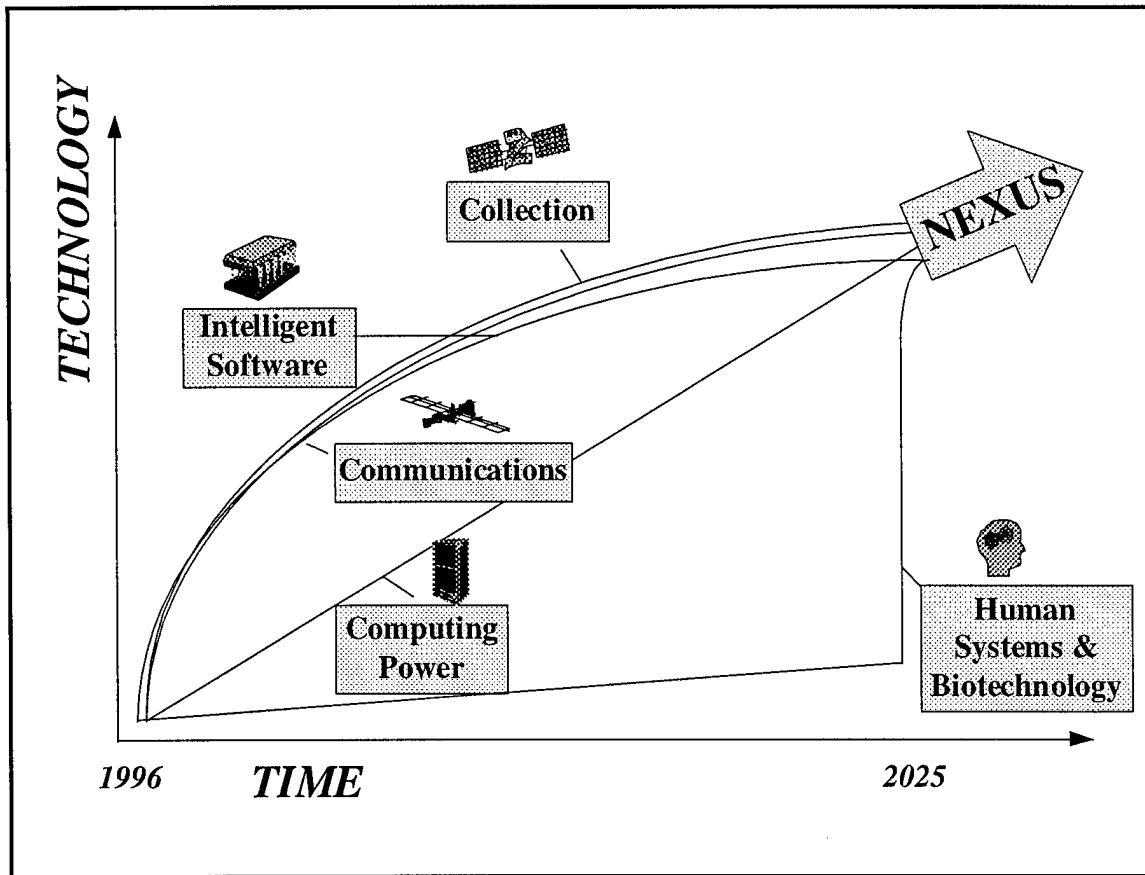 TECHNOLOGY
Collection
NEXUS
Intelligent
Software
Communications
Computing
Power
Human
Systems &
Biotechnology
1996
TIME
2025